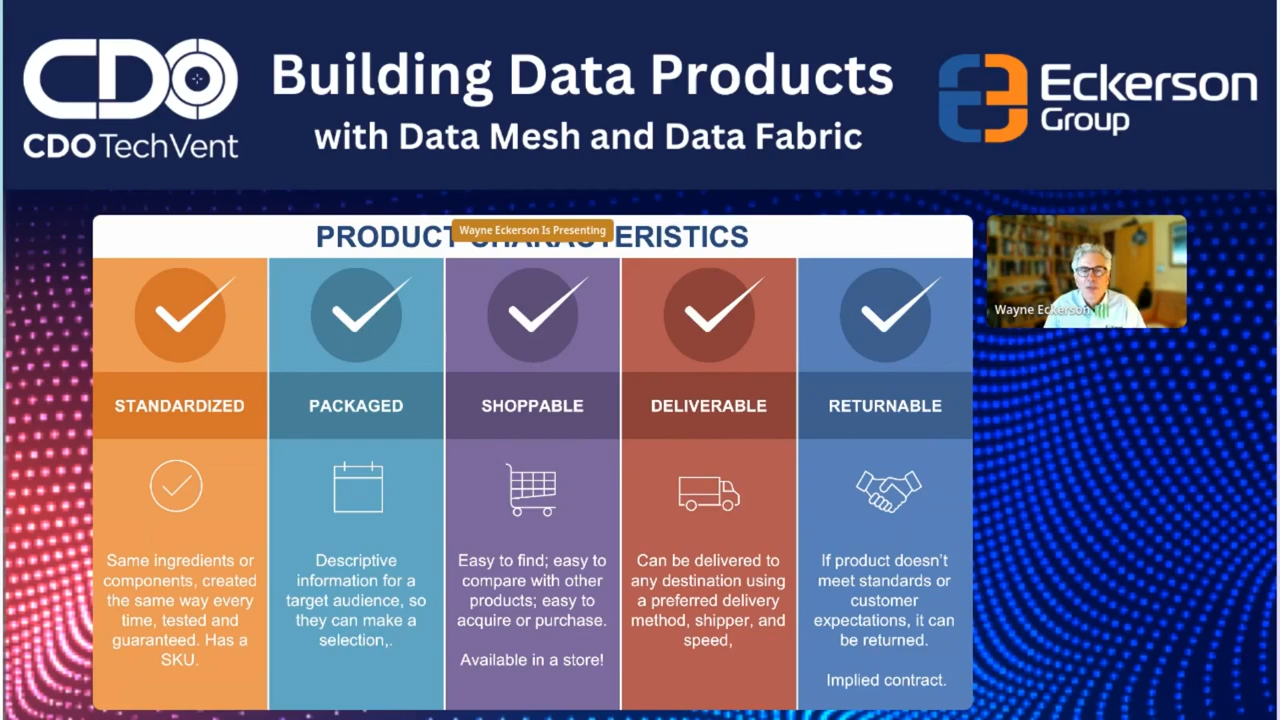 CDO
CDO TechVent
Building Data Products
with Data Mesh and Data Fabric
Eckerson
Group
PRODUCT CHARACTERISTICS
Wayne Eckerson Is Presenting
Wayne Eckerson
STANDARDIZED
PACKAGED
SHOPPABLE
DELIVERABLE
RETURNABLE
Same ingredients or
components, created
the same way every
time, tested and
guaranteed. Has a
SKU.
Descriptive
information for a
target audience, so
they can make a
selection,.
Easy to find; easy to
compare with other
products; easy to
acquire or purchase.
Available in a store!
Can be delivered to
any destination using
a preferred delivery
method, shipper, and
speed,
If product doesn't
meet standards or
customer
expectations, it can
be returned.
Implied contract.